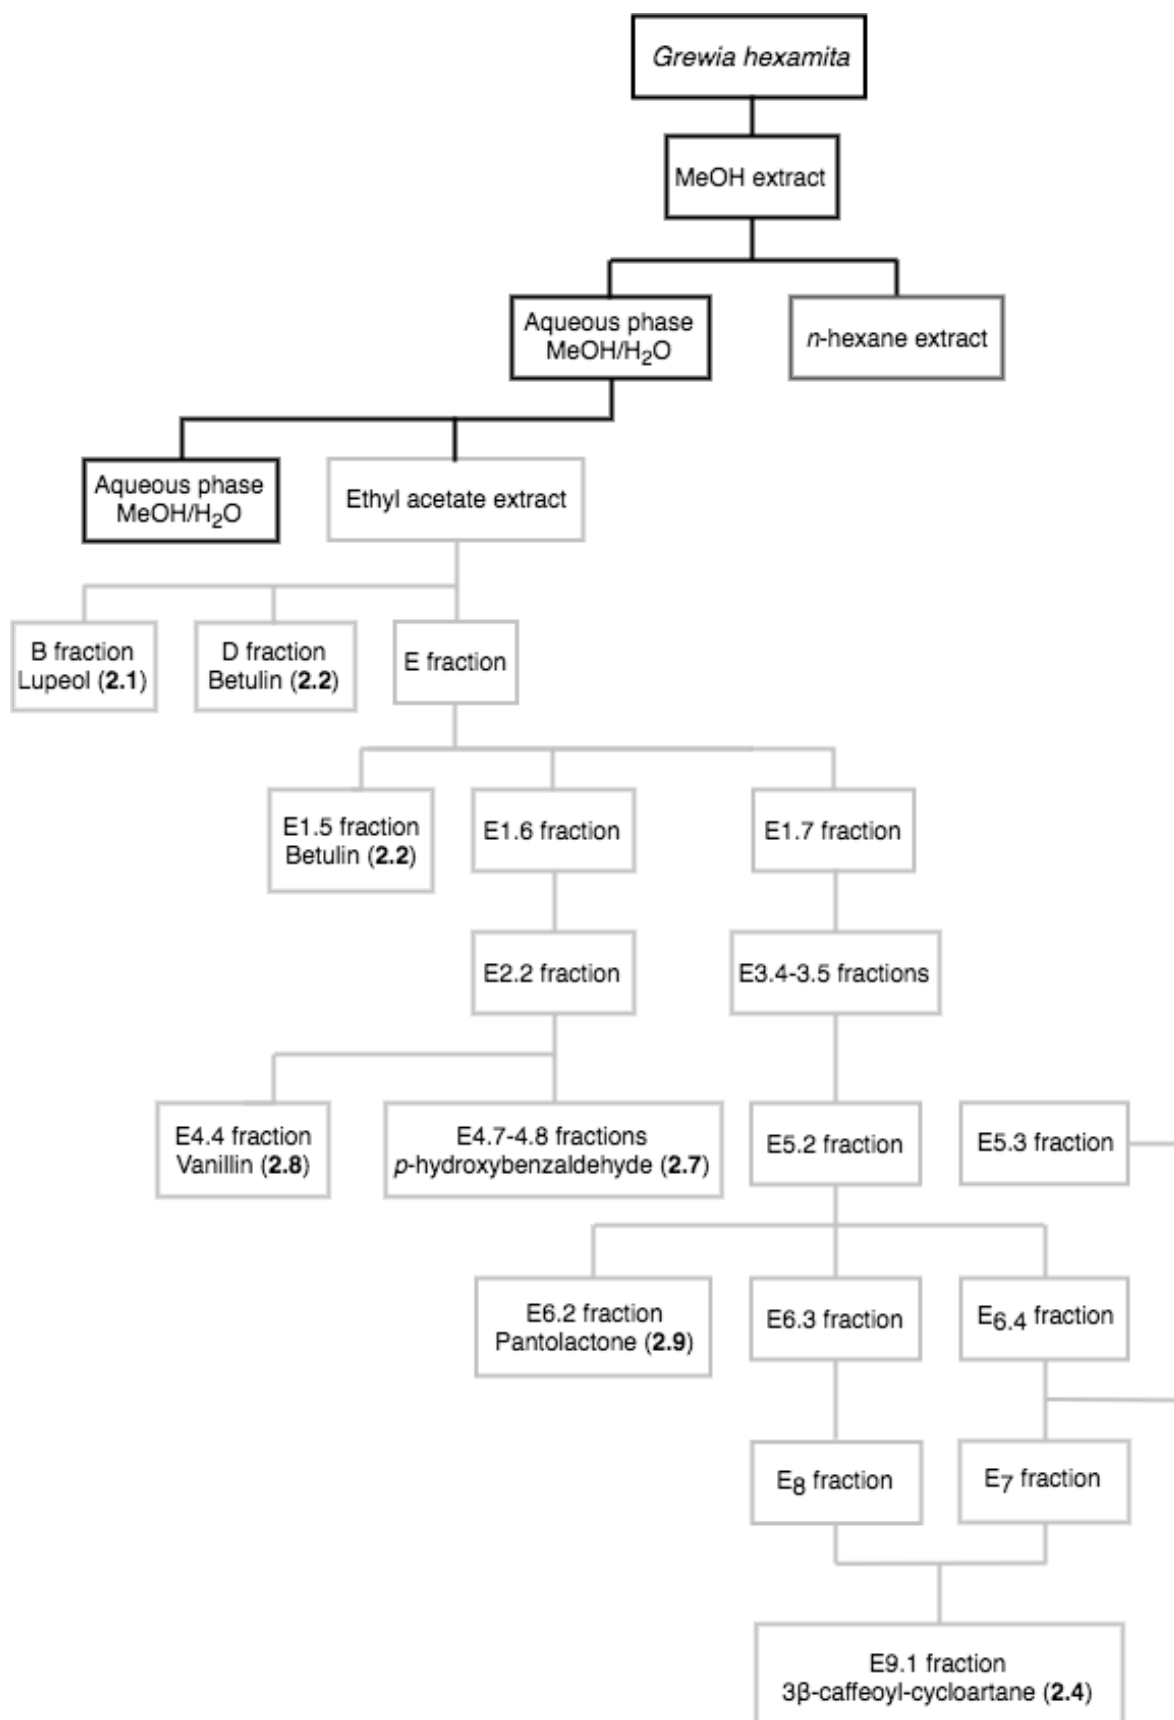 Grewia hexamita
MeOH extract
Aqueous phase
MeOH/H₂O
n-hexane extract
Aqueous phase
MeOH/H₂O
Ethyl acetate extract
B fraction
Lupeol (2.1)
D fraction
Betulin (2.2)
E fraction
E1.5 fraction
Betulin (2.2)
E1.6 fraction
E1.7 fraction
E2.2 fraction
E3.4-3.5 fractions
E4.4 fraction
Vanillin (2.8)
E4.7-4.8 fractions
p-hydroxybenzaldehyde (2.7)
E5.2 fraction
E5.3 fraction
E6.2 fraction
Pantolactone (2.9)
E6.3 fraction
E₆.₄ fraction
E₈ fraction
E₇ fraction
E9.1 fraction
3β-caffeoyl-cycloartane (2.4)